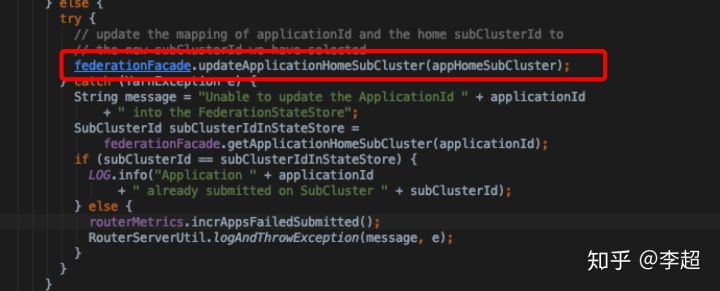 } else {
try {
// update the mapping of applicationId and the home subClusterId to
// the new subClusterId we have selected
federationFacade.updateApplicationHomeSubCluster(appHomeSubCluster);
} catch (YarnException e) {
String message = "Unable to update the ApplicationId " + applicationId
+ " into the FederationStateStore";
SubClusterId subClusterIdInStateStore =
federationFacade.getApplicationHomeSubCluster(applicationId);
if (subClusterId == subClusterIdInStateStore) {
LOG.info("Application " + applicationId
+ " already submitted on SubCluster " + subClusterId);
} else {
routerMetrics.incrAppsFailedSubmitted();
RouterServerUtil.logAndThrowException(message, e);
}
}
}
知乎 @李超